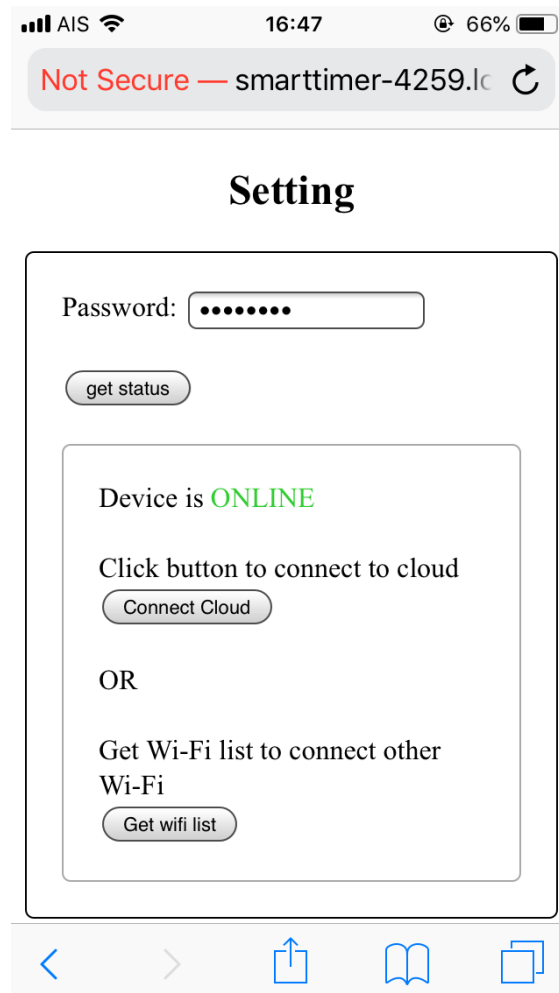 AIS 16:47 66%
Not Secure — smarttimer-4259.lo
Setting
Password: ••••••••
get status
Device is ONLINE
Click button to connect to cloud
Connect Cloud
OR
Get Wi-Fi list to connect other
Wi-Fi
Get wifi list